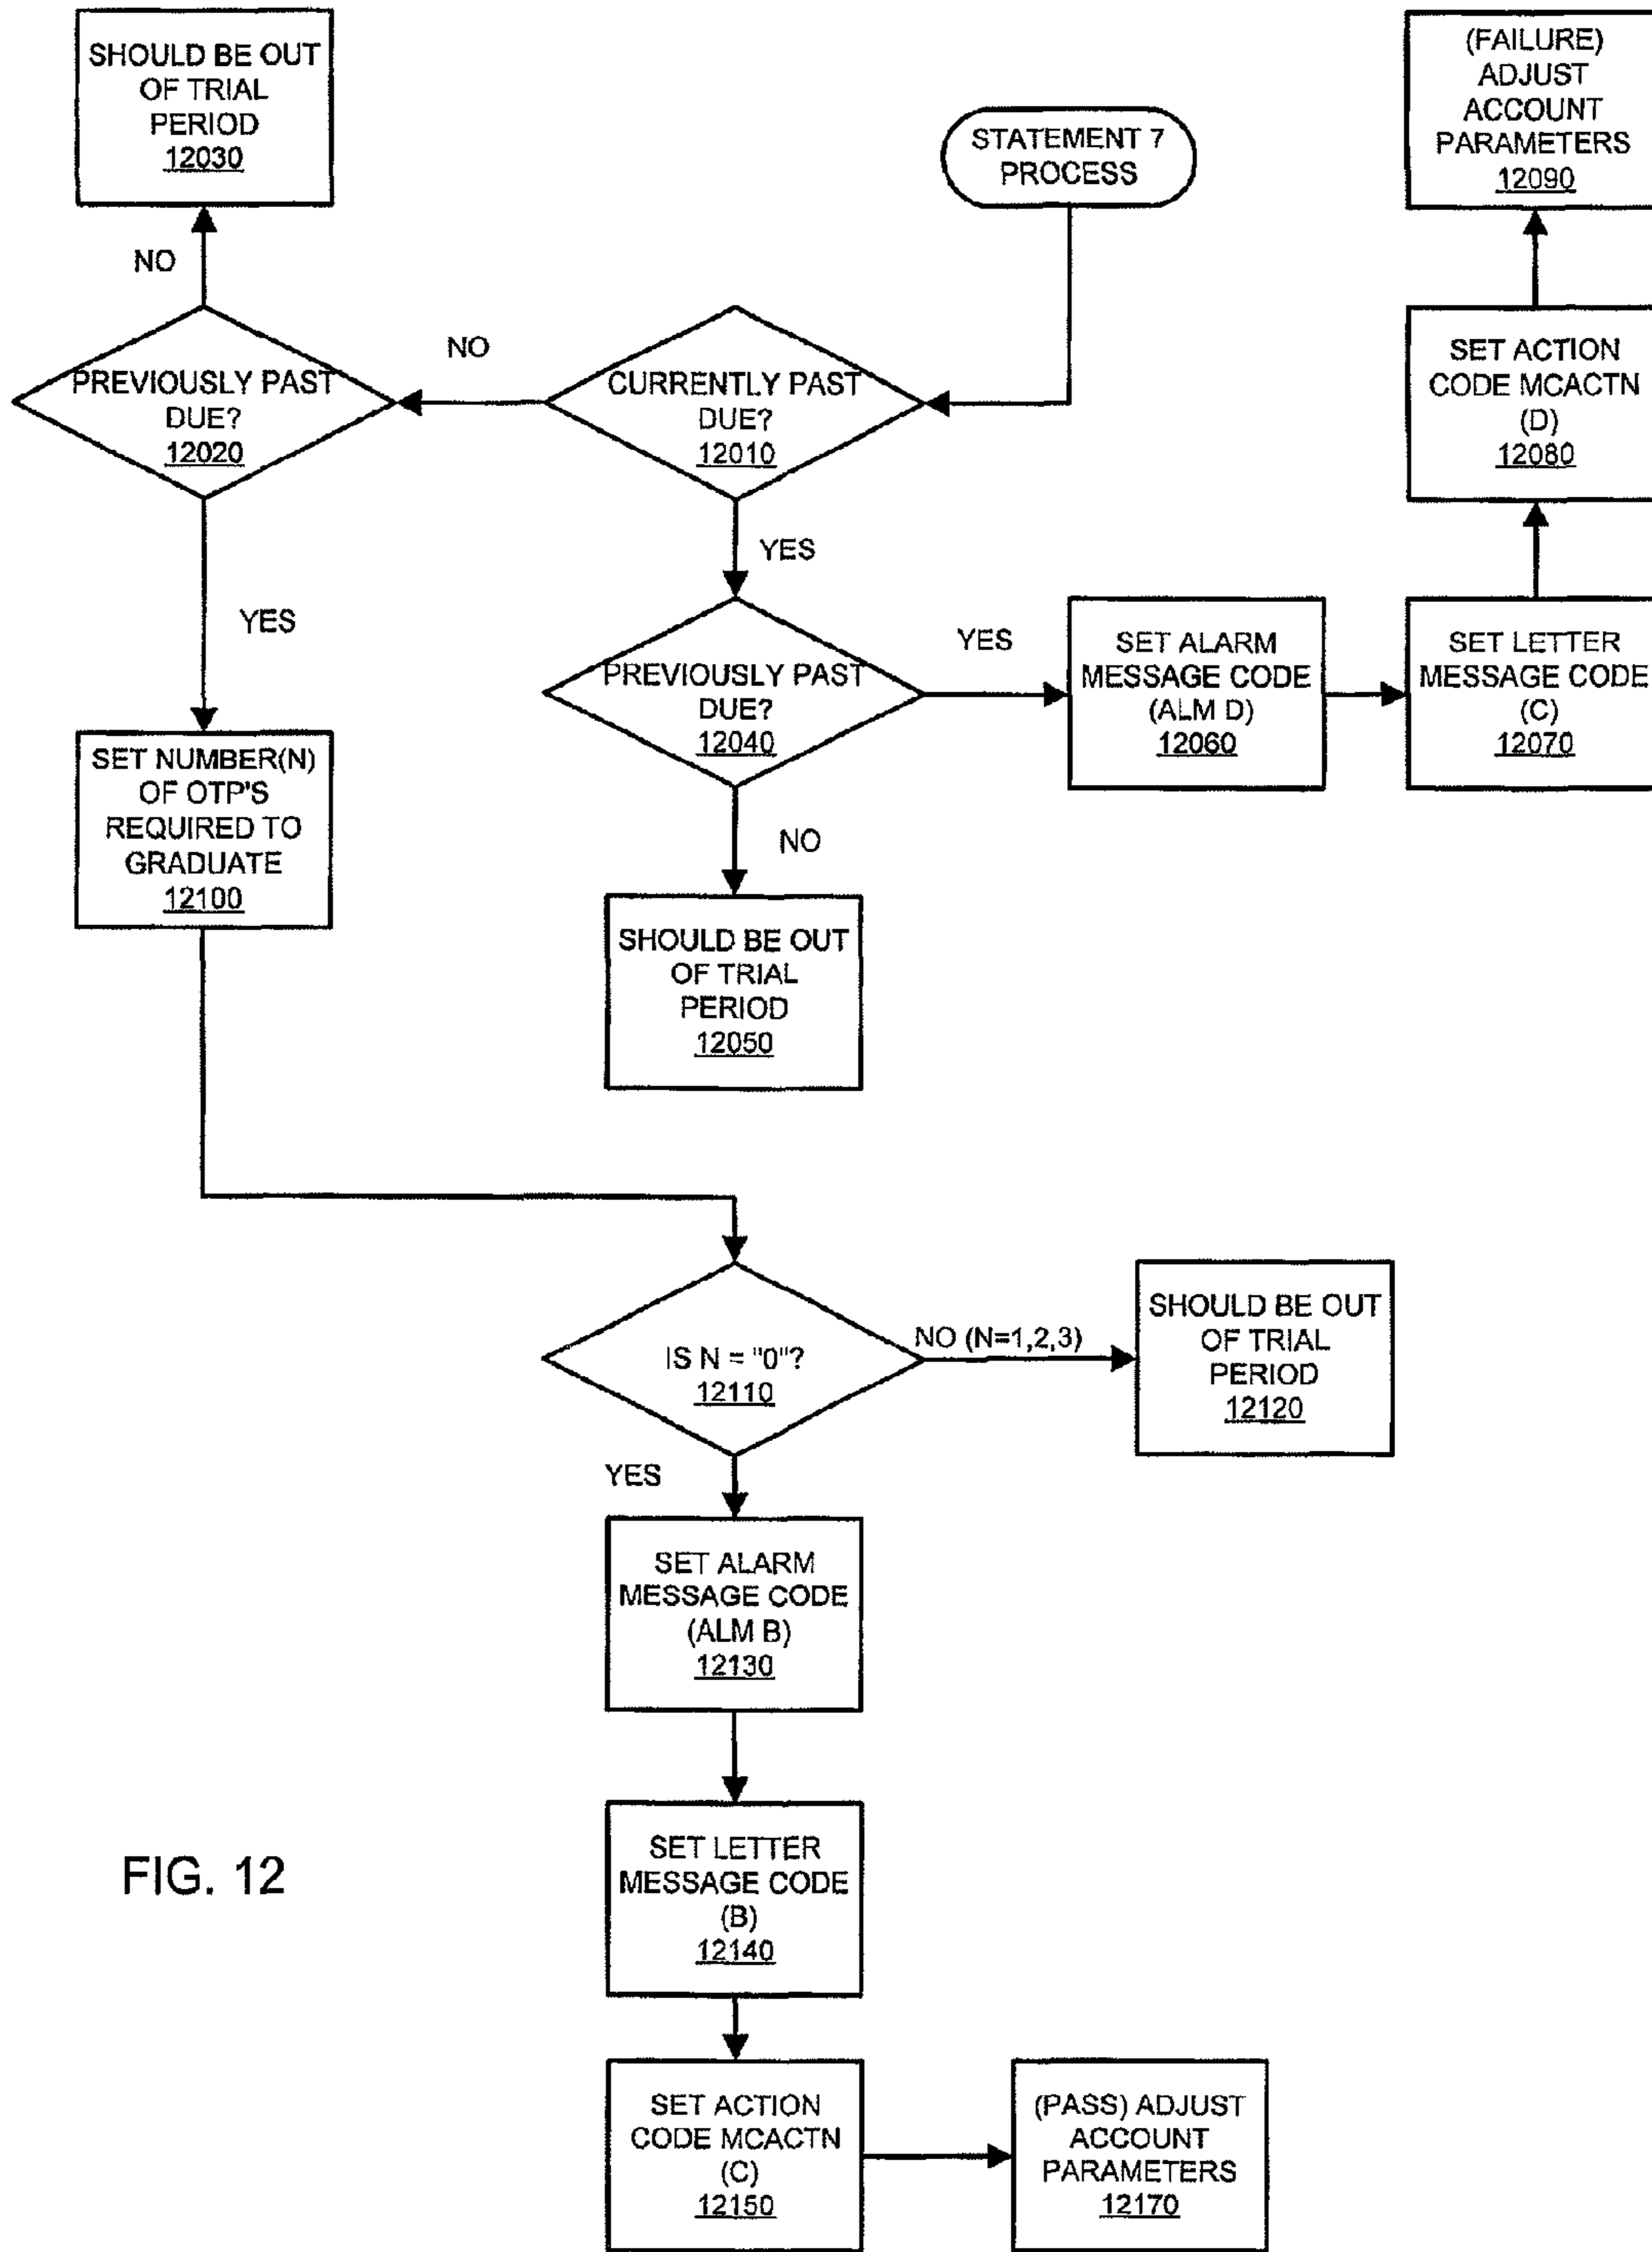 SHOULD BE OUT
OF TRIAL
PERIOD
12030
STATEMENT 7
PROCESS
(FAILURE)
ADJUST
ACCOUNT
PARAMETERS
12090
NO
PREVIOUSLY PAST
DUE?
12020
NO
CURRENTLY PAST
DUE?
12010
SET ACTION
CODE MCACTN
(D)
12080
YES
YES
PREVIOUSLY PAST
DUE?
12040
YES
SET ALARM
MESSAGE CODE
(ALM D)
12060
SET LETTER
MESSAGE CODE
(C)
12070
SET NUMBER(N)
OF OTP'S
REQUIRED TO
GRADUATE
12100
NO
SHOULD BE OUT
OF TRIAL
PERIOD
12050
IS N = "0"?
12110
NO (N=1,2,3)
SHOULD BE OUT
OF TRIAL
PERIOD
12120
YES
SET ALARM
MESSAGE CODE
(ALM B)
12130
SET LETTER
MESSAGE CODE
(B)
12140
FIG. 12
SET ACTION
CODE MCACTN
(C)
12150
(PASS) ADJUST
ACCOUNT
PARAMETERS
12170